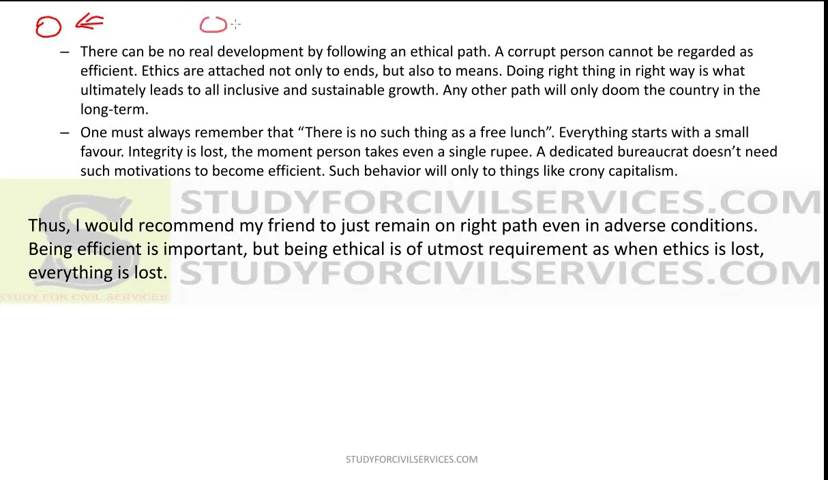 – There can be no real development by following an ethical path. A corrupt person cannot be regarded as
efficient. Ethics are attached not only to ends, but also to means. Doing right thing in right way is what
ultimately leads to all inclusive and sustainable growth. Any other path will only doom the country in the
long-term.
– One must always remember that “There is no such thing as a free lunch”. Everything starts with a small
favour. Integrity is lost, the moment person takes even a single rupee. A dedicated bureaucrat doesn’t need
such motivations to become efficient. Such behavior will only to things like crony capitalism.
STUDYFORCIVILSERVICES.COM
Thus, I would recommend my friend to just remain on right path even in adverse conditions.
Being efficient is important, but being ethical is of utmost requirement as when ethics is lost,
everything is lost.
STUDYFORCIVILSERVICES.COM
STUDY FOR CIVIL SERVICES
STUDYFORCIVILSERVICES.COM